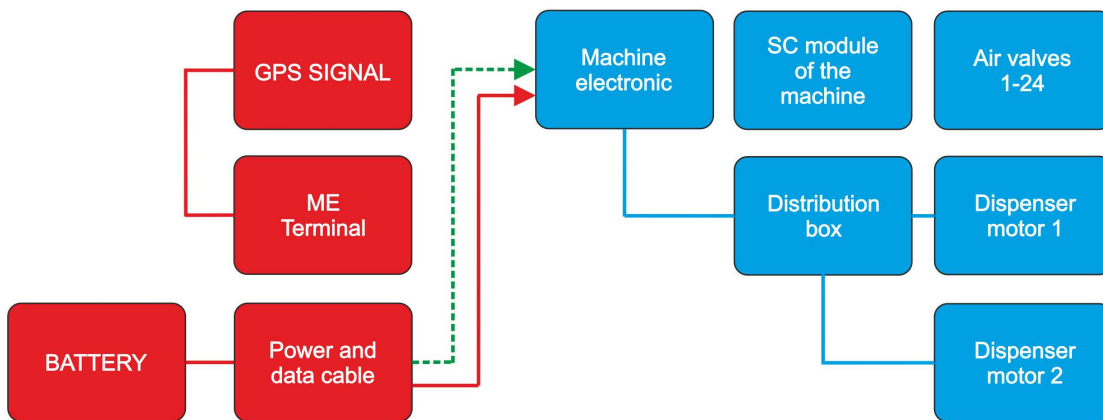 GPS SIGNAL
Machine
electronic
SC module
of the
machine
Air valves
1-24
ME
Terminal
Distribution
box
Dispenser
motor 1
BATTERY
Power and
data cable
Dispenser
motor 2